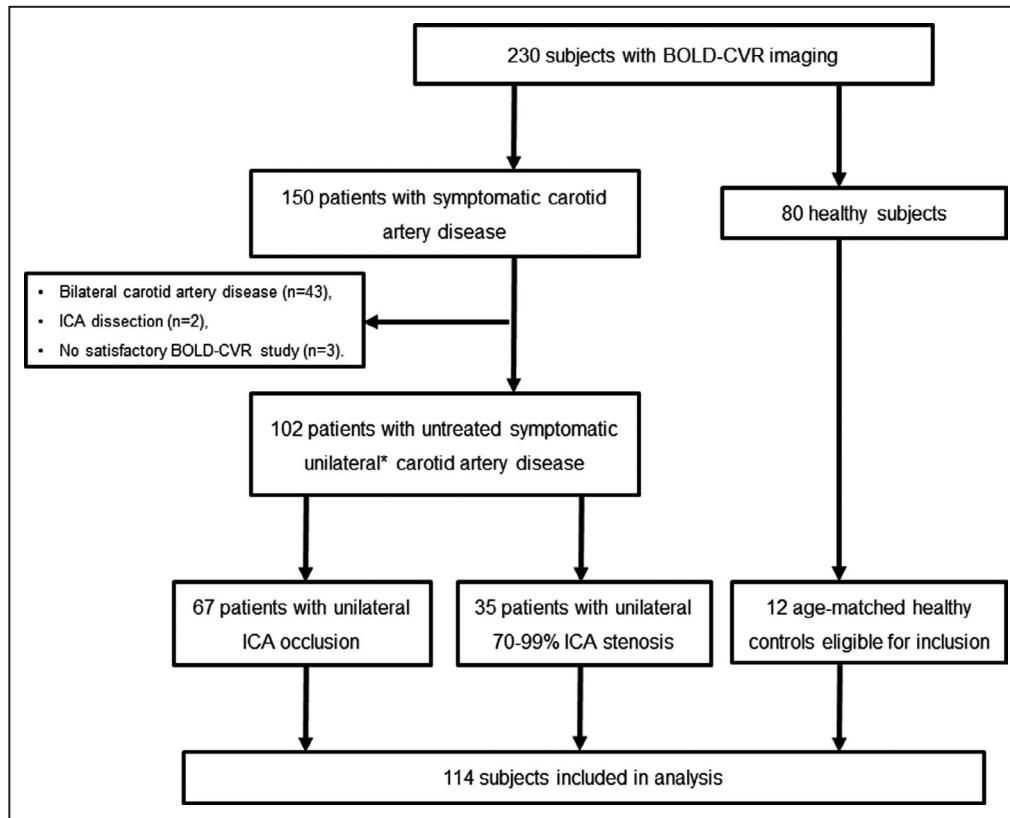 230 subjects with BOLD-CVR imaging
150 patients with symptomatic carotid
artery disease
80 healthy subjects
• Bilateral carotid artery disease (n=43),
• ICA dissection (n=2),
• No satisfactory BOLD-CVR study (n=3).
102 patients with untreated symptomatic
unilateral* carotid artery disease
67 patients with unilateral
ICA occlusion
35 patients with unilateral
70-99% ICA stenosis
12 age-matched healthy
controls eligible for inclusion
114 subjects included in analysis